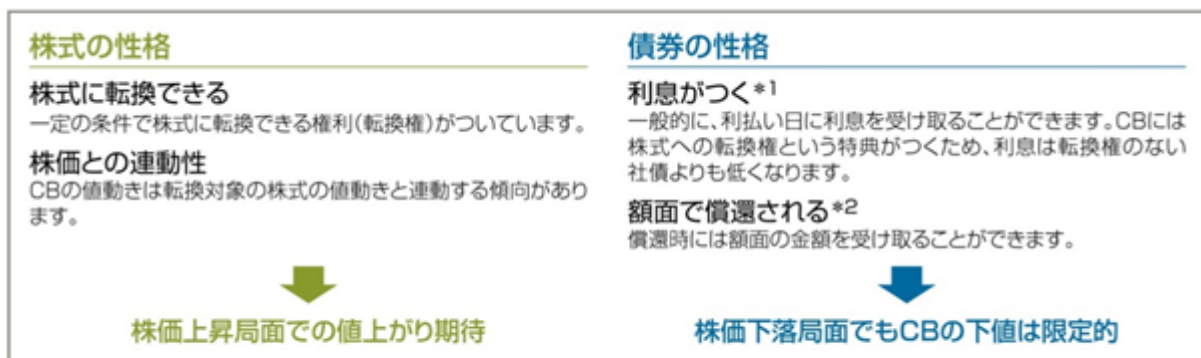 株式の性格
株式に転換できる
一定の条件で株式に転換できる権利(転換権)がついています。
株価との連動性
CBの値動きは転換対象の株式の値動きと連動する傾向があり
ます。
株価上昇局面での値上がり期待
債券の性格
利息がつく*1
一般的に、利払い日に利息を受け取ることができます。CBには
株式への転換権という特典がつくため、利息は転換権のない
社債よりも低くなります。
額面で償還される*2
償還時には額面の金額を受け取ることができます。
株価下落局面でもCBの下値は限定的